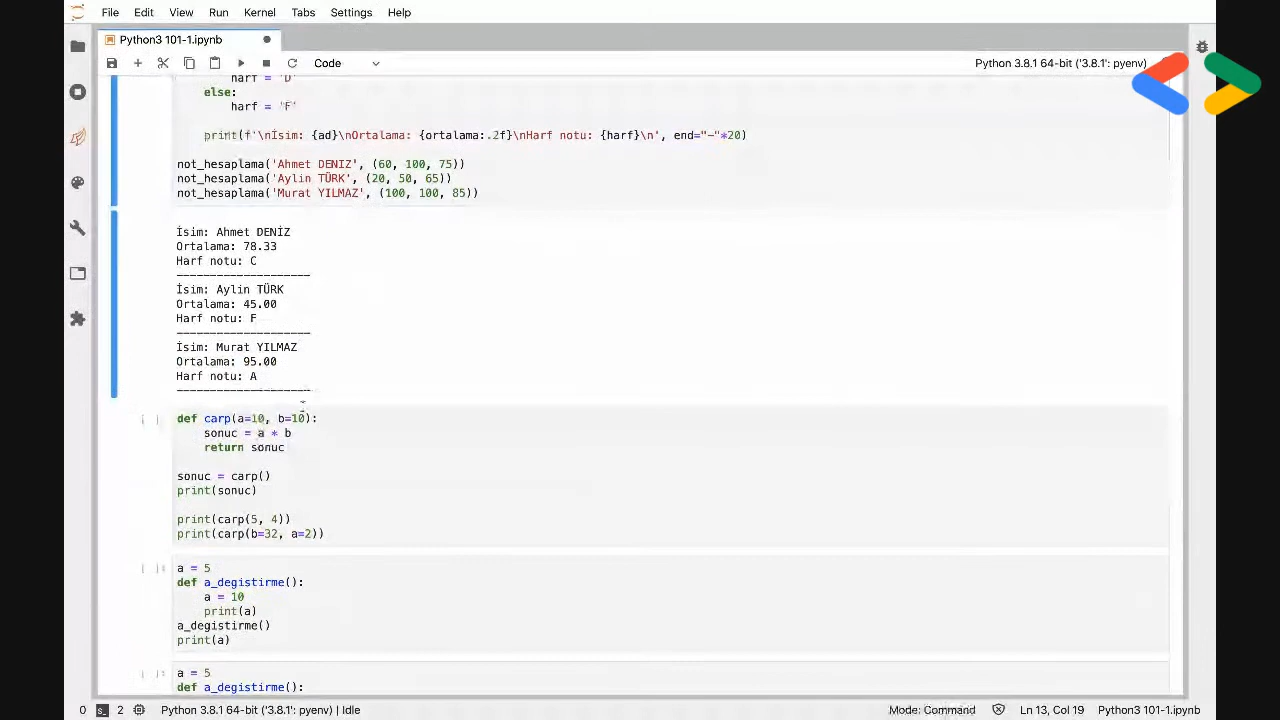 File Edit View Run Kernel Tabs Settings Help
Python3 101-1.ipynb
Code
Python 3.8.1 64-bit ('3.8.1': pyenv)
harf = 'D'
else:
harf = 'F'
print(f'\nİsim: {ad}\nOrtalama: {ortalama:.2f}\nHarf notu: {harf}\n', end="-"*20)
not_hesaplama('Ahmet DENİZ', (60, 100, 75))
not_hesaplama('Aylin TÜRK', (20, 50, 65))
not_hesaplama('Murat YILMAZ', (100, 100, 85))
İsim: Ahmet DENİZ
Ortalama: 78.33
Harf notu: C
--------------------
İsim: Aylin TÜRK
Ortalama: 45.00
Harf notu: F
--------------------
İsim: Murat YILMAZ
Ortalama: 95.00
Harf notu: A
--------------------
[ ]: def carp(a=10, b=10):
sonuc = a * b
return sonuc
sonuc = carp()
print(sonuc)
print(carp(5, 4))
print(carp(b=32, a=2))
[ ]: a = 5
def a_degistirme():
a = 10
print(a)
a_degistirme()
print(a)
[ ]: a = 5
def a_degistirme():
0 2 Python 3.8.1 64-bit ('3.8.1': pyenv) | Idle Mode: Command Ln 13, Col 19 Python3 101-1.ipynb